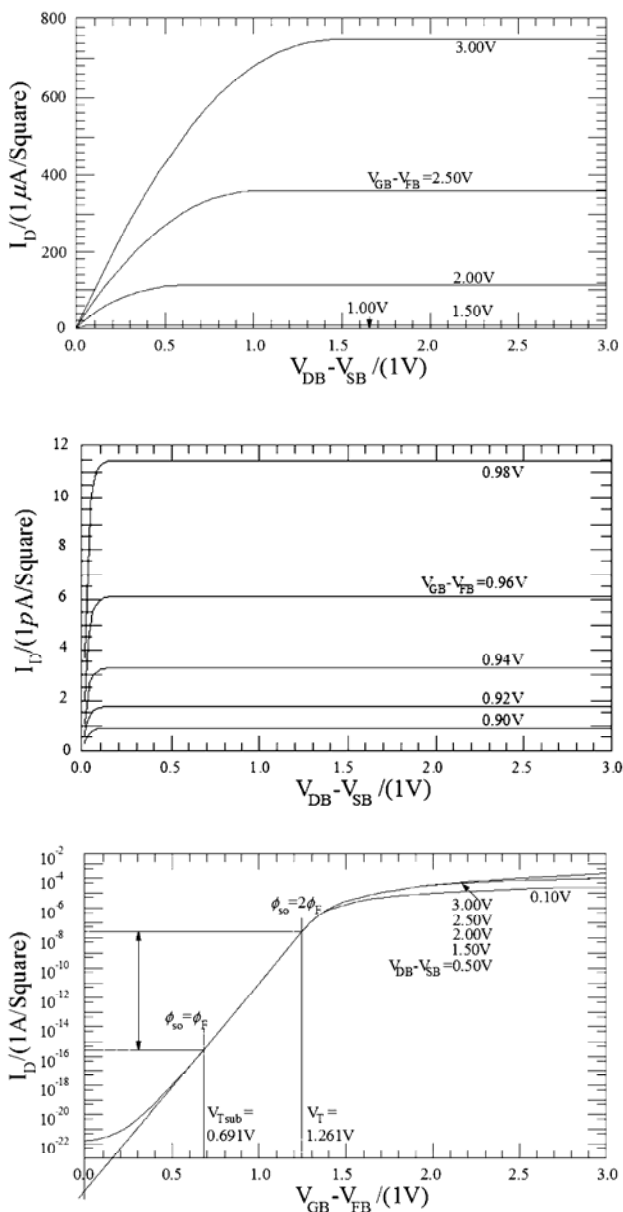 800
600
400
200
0
I_D/(1μA/Square)
3.00V
V_GB-V_FB=2.50V
2.00V
1.00V
1.50V
0.0 0.5 1.0 1.5 2.0 2.5 3.0
V_DB-V_SB/(1V)
12
10
8
6
4
2
0
I_D/(1pA/Square)
0.98V
V_GB-V_FB=0.96V
0.94V
0.92V
0.90V
0.0 0.5 1.0 1.5 2.0 2.5 3.0
V_DB-V_SB/(1V)
10^-2
10^-4
10^-6
10^-8
10^-10
10^-12
10^-14
10^-16
10^-18
10^-20
10^-22
I_D/(1A/Square)
ϕ_so=2ϕ_F
3.00V
0.10V
2.50V
2.00V
1.50V
V_DB-V_SB=0.50V
ϕ_so=ϕ_F
V_Tsub=
0.691V
V_T=
1.261V
0.0 0.5 1.0 1.5 2.0 2.5 3.0
V_GB-V_FB/(1V)